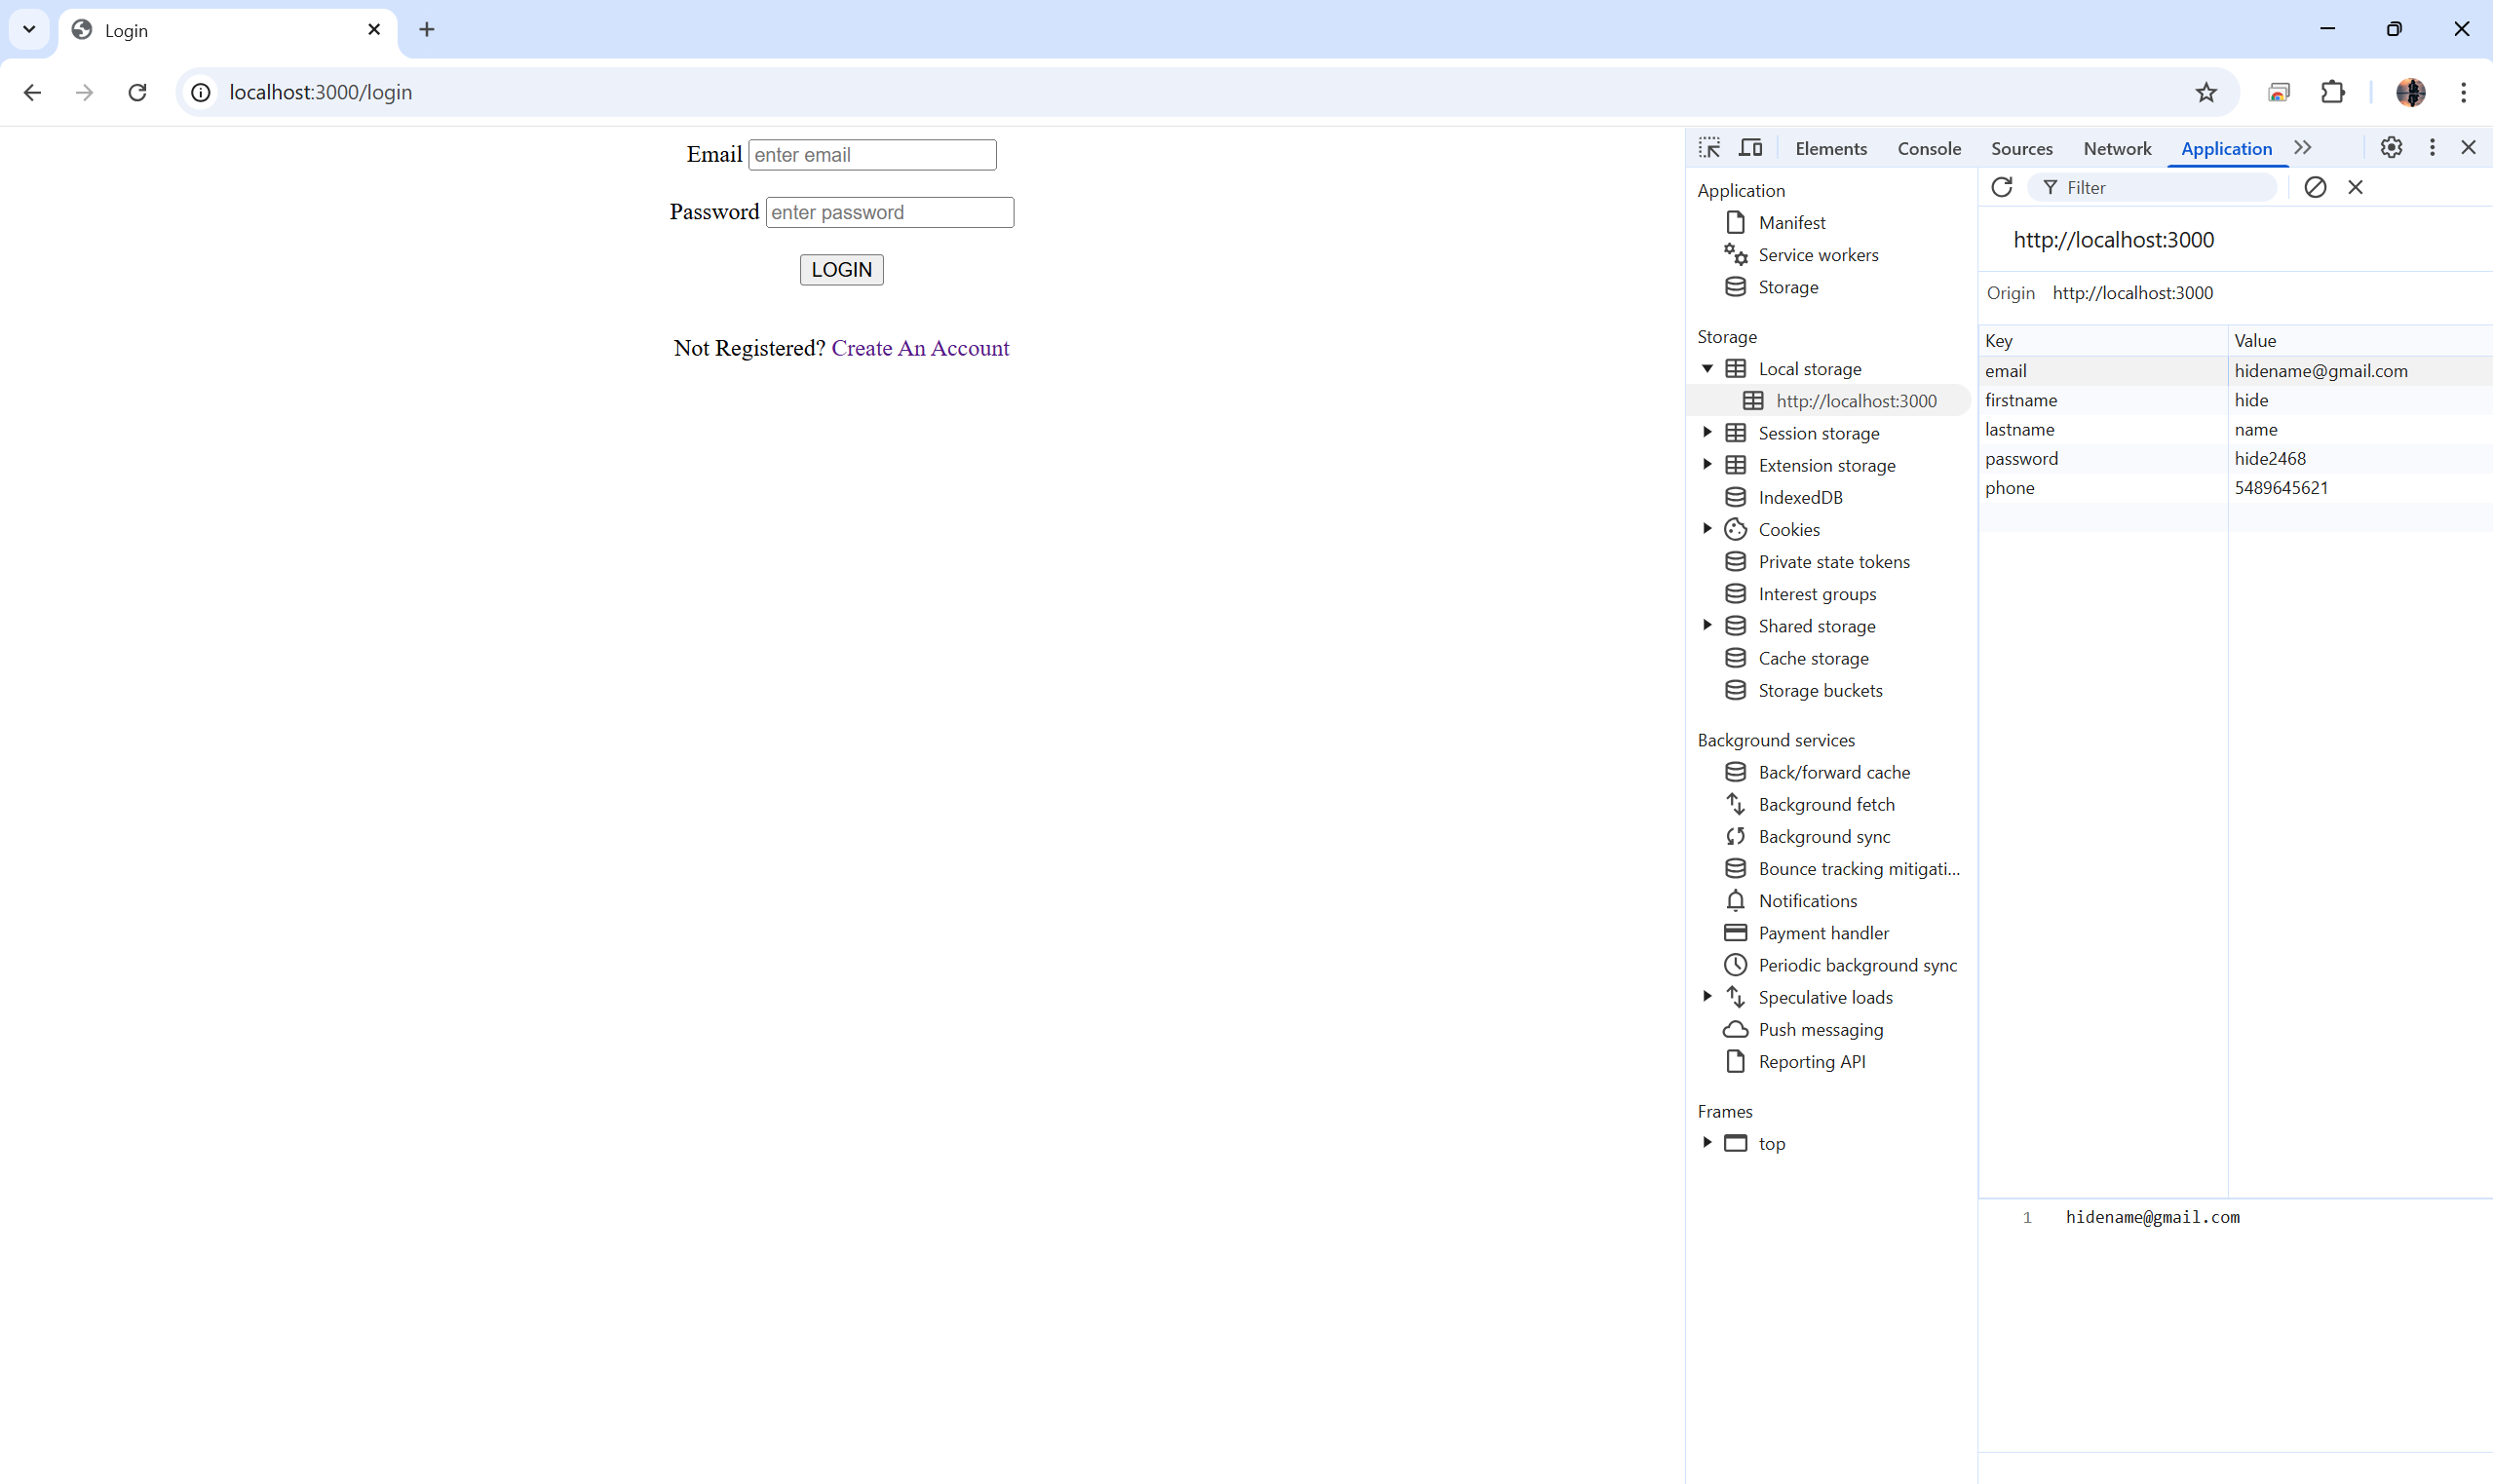 Login
localhost:3000/login
Email enter email
Password enter password
LOGIN
Not Registered? Create An Account
Elements Console Sources Network Application
Application
Manifest
Service workers
Storage
Storage
Local storage
http://localhost:3000
Session storage
Extension storage
IndexedDB
Cookies
Private state tokens
Interest groups
Shared storage
Cache storage
Storage buckets
Background services
Back/forward cache
Background fetch
Background sync
Bounce tracking mitigati...
Notifications
Payment handler
Periodic background sync
Speculative loads
Push messaging
Reporting API
Frames
top
Filter
http://localhost:3000
Origin http://localhost:3000
Key Value
email hidename@gmail.com
firstname hide
lastname name
password hide2468
phone 5489645621
1 hidename@gmail.com